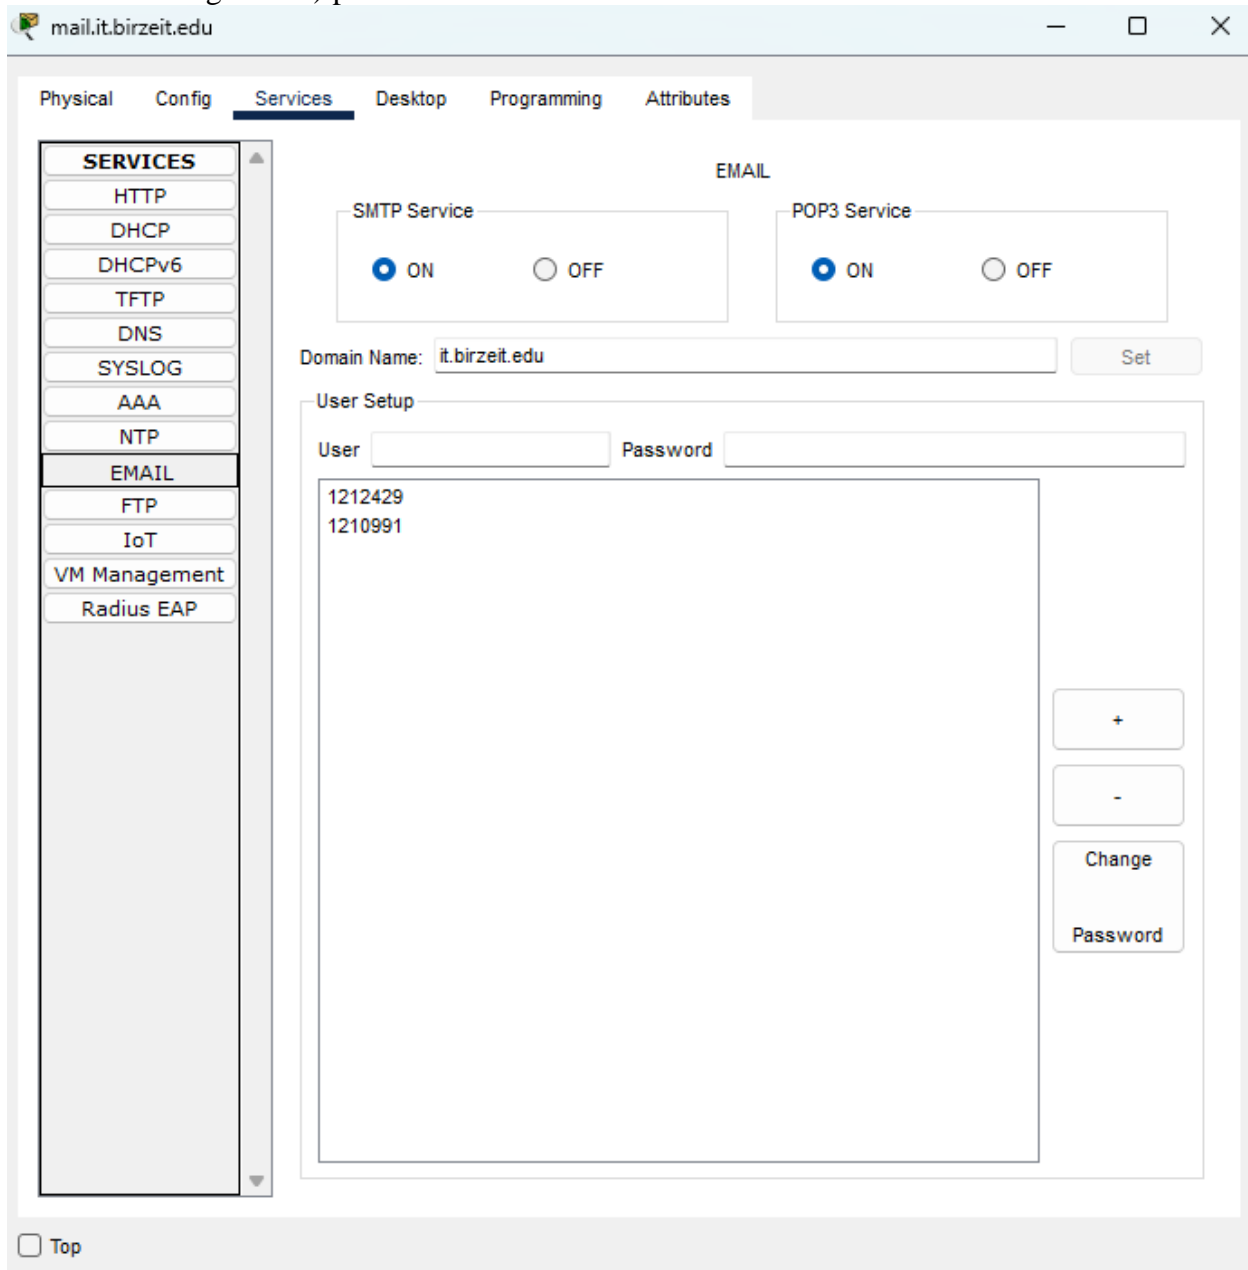 mail.it.birzeit.edu
Physical Config Services Desktop Programming Attributes
SERVICES
HTTP
DHCP
DHCPv6
TFTP
DNS
SYSLOG
AAA
NTP
EMAIL
FTP
IoT
VM Management
Radius EAP
EMAIL
SMTP Service
ON OFF
POP3 Service
ON OFF
Domain Name: it.birzeit.edu Set
User Setup
User Password
1212429
1210991
+
-
Change
Password
Top